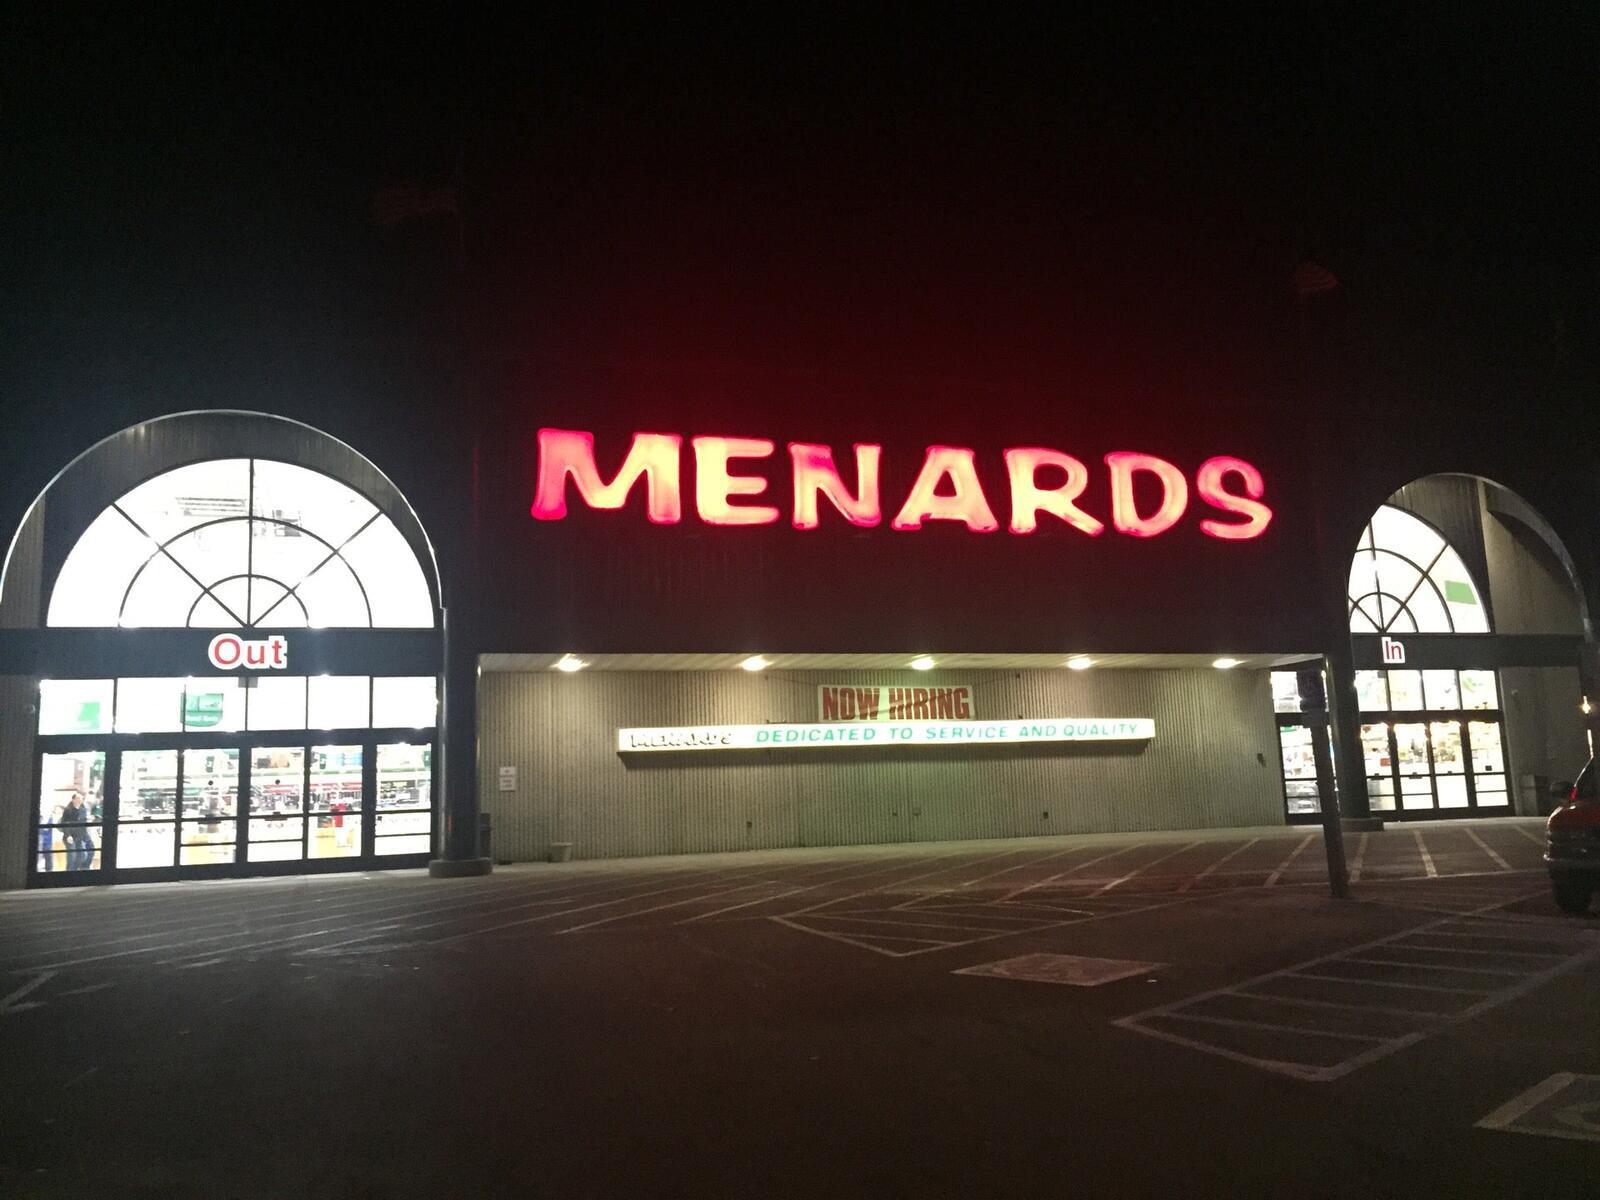 MENARDS
Out
In
NOW HIRING
MENARDS DEDICATED TO SERVICE AND QUALITY